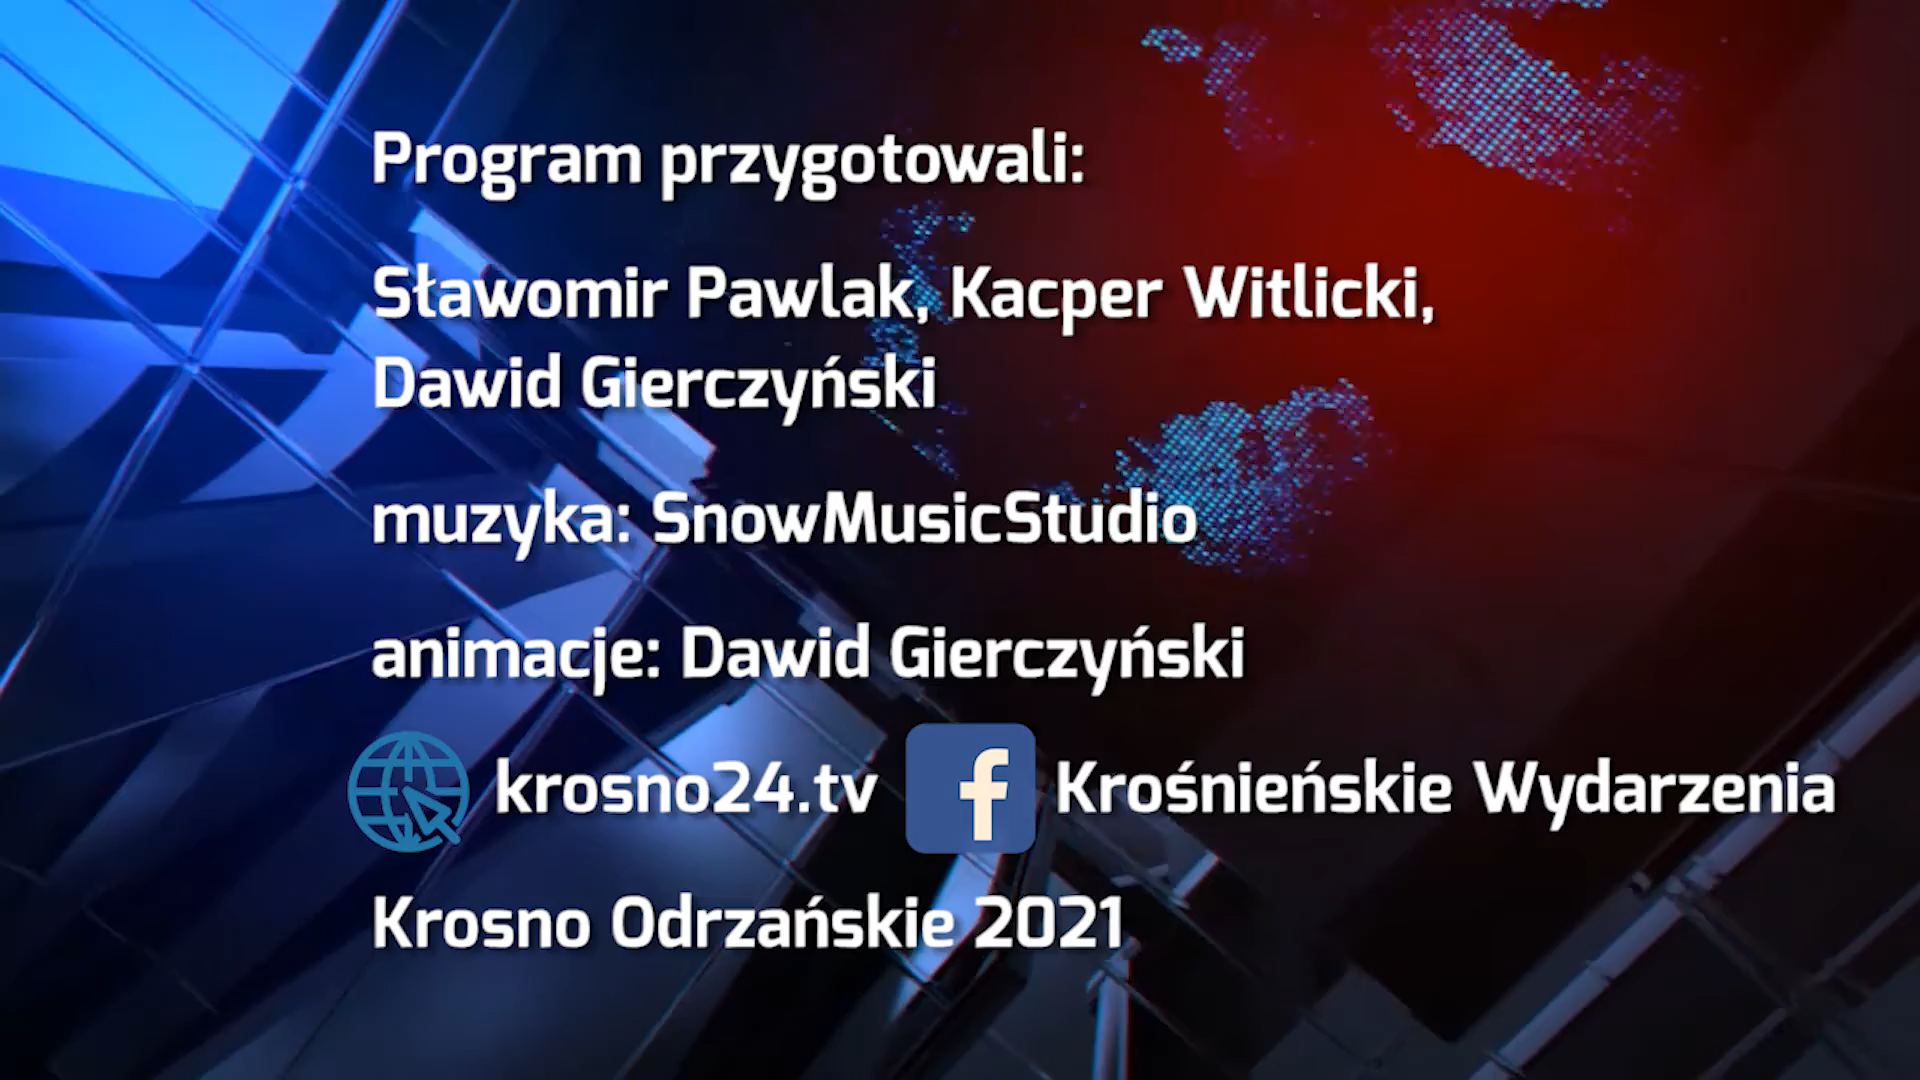 Program przygotowali:
Sławomir Pawlak, Kacper Witlicki,
Dawid Gierczyński
muzyka: SnowMusicStudio
animacje: Dawid Gierczyński
krosno24.tv f Krośnieńskie Wydarzenia
Krosno Odrzańskie 2021